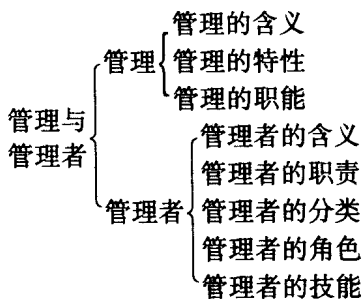 管理与
管理者
管理
管理的含义
管理的特性
管理的职能
管理者
管理者的含义
管理者的职责
管理者的分类
管理者的角色
管理者的技能